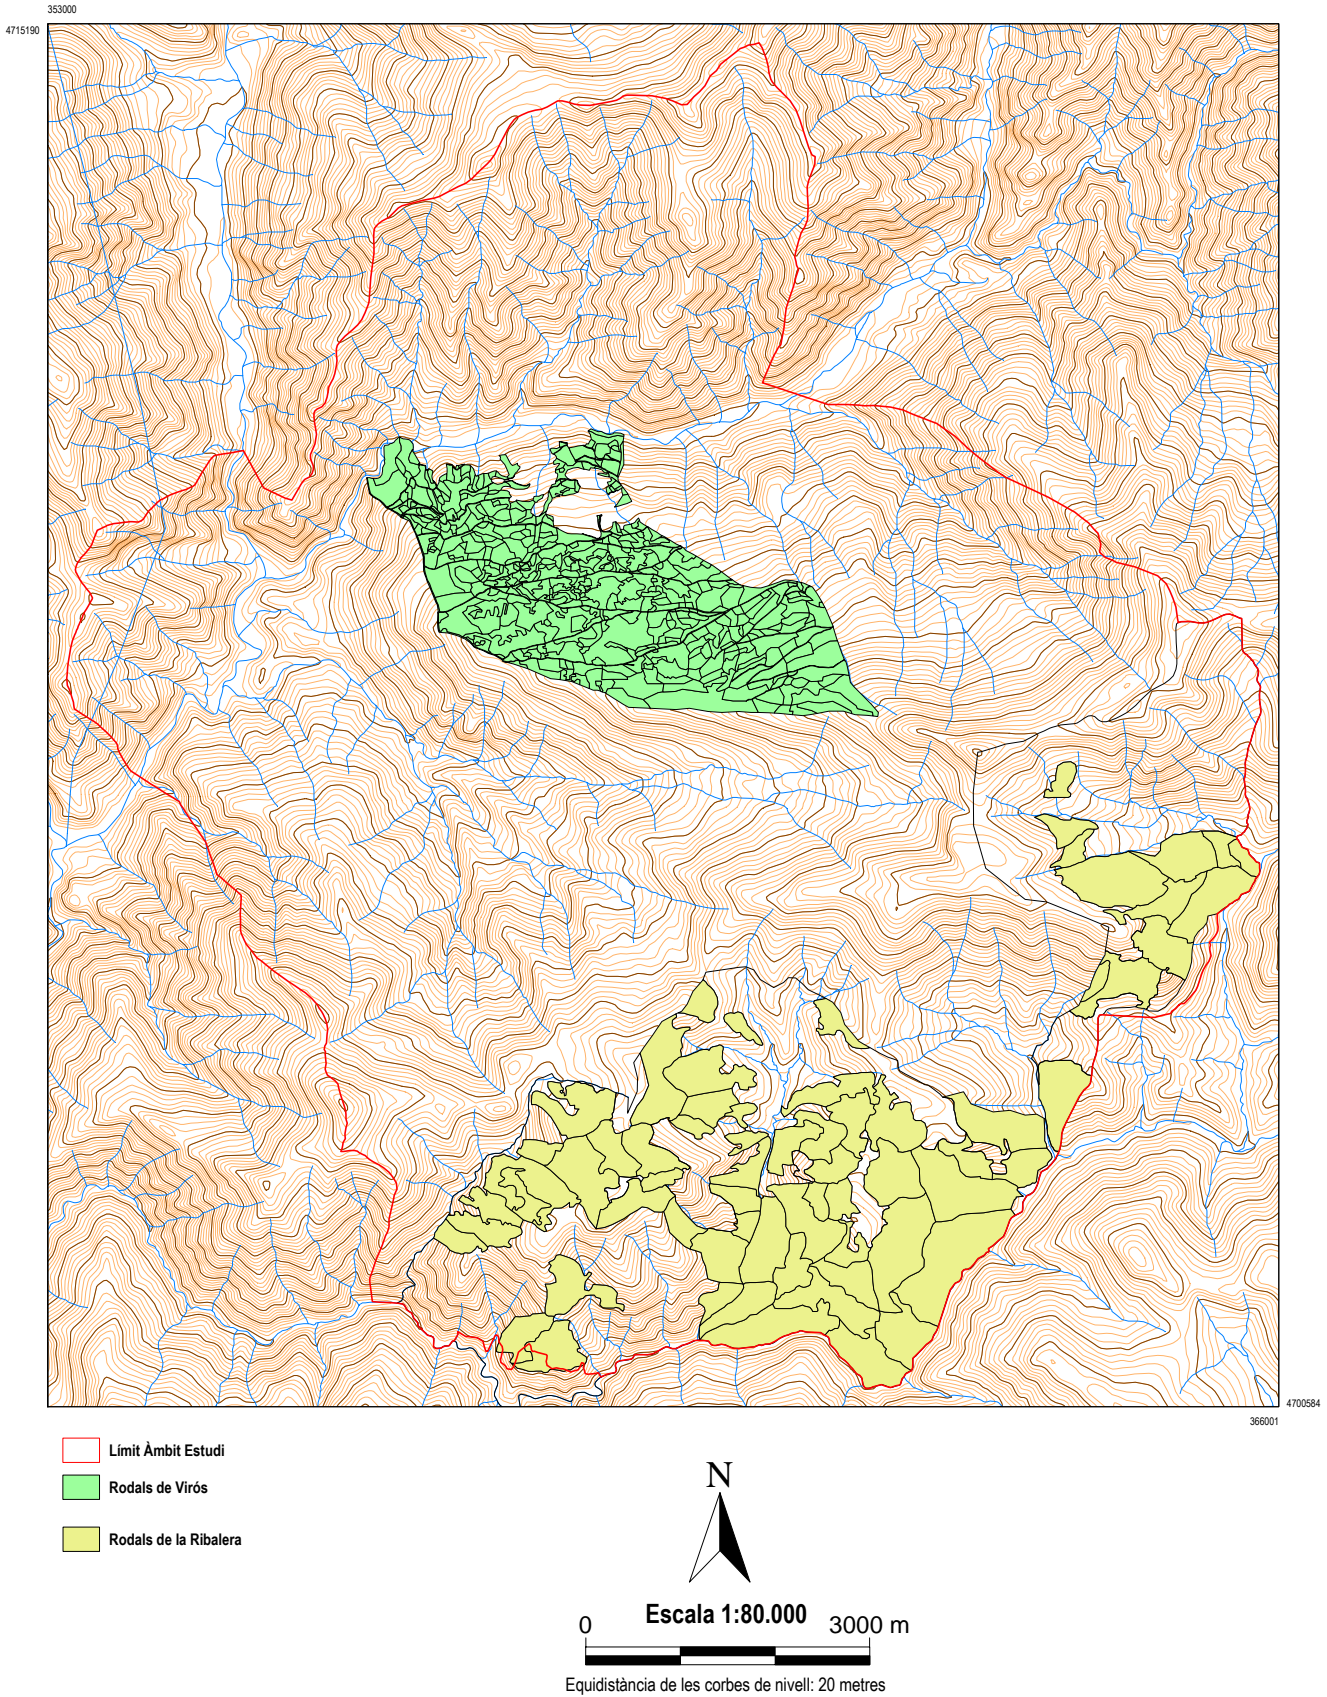 353000
4715190
4700584
366001
Límit Àmbit Estudi
Rodals de Virós
Rodals de la Ribalera
N
Escala 1:80.000
0 3000 m
Equidistància de les corbes de nivell: 20 metres